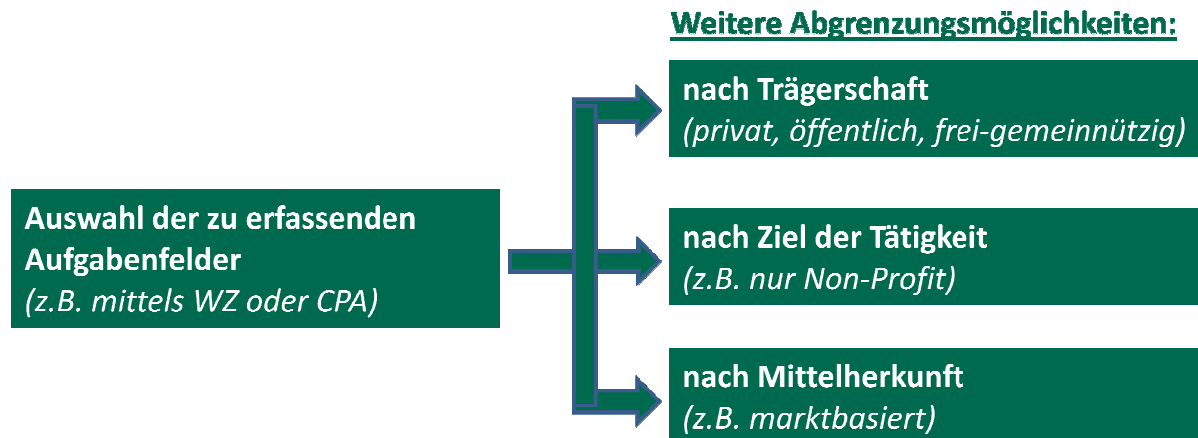 Weitere Abgrenzungsmöglichkeiten:
nach Trägerschaft
(privat, öffentlich, frei-gemeinnützig)
Auswahl der zu erfassenden
Aufgabenfelder
(z.B. mittels WZ oder CPA)
nach Ziel der Tätigkeit
(z.B. nur Non-Profit)
nach Mittelherkunft
(z.B. marktbasiert)